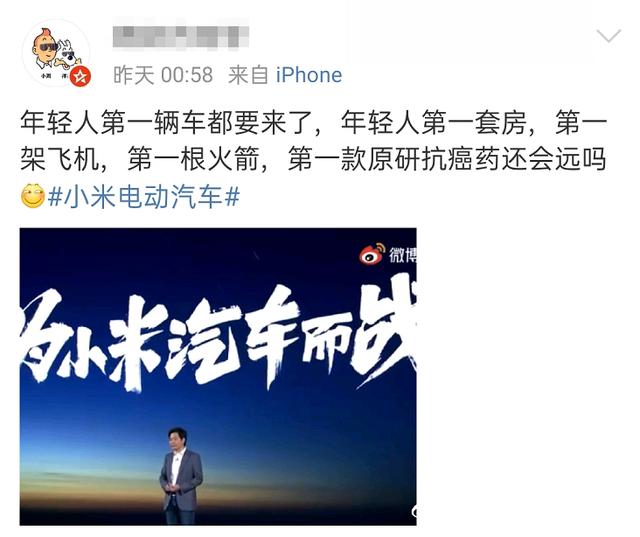 昨天 00:58 来自 iPhone
年轻人第一辆车都要来了，年轻人第一套房，第一
架飞机，第一根火箭，第一款原研抗癌药还会远吗
#小米电动汽车#
微博
为小米汽车而战